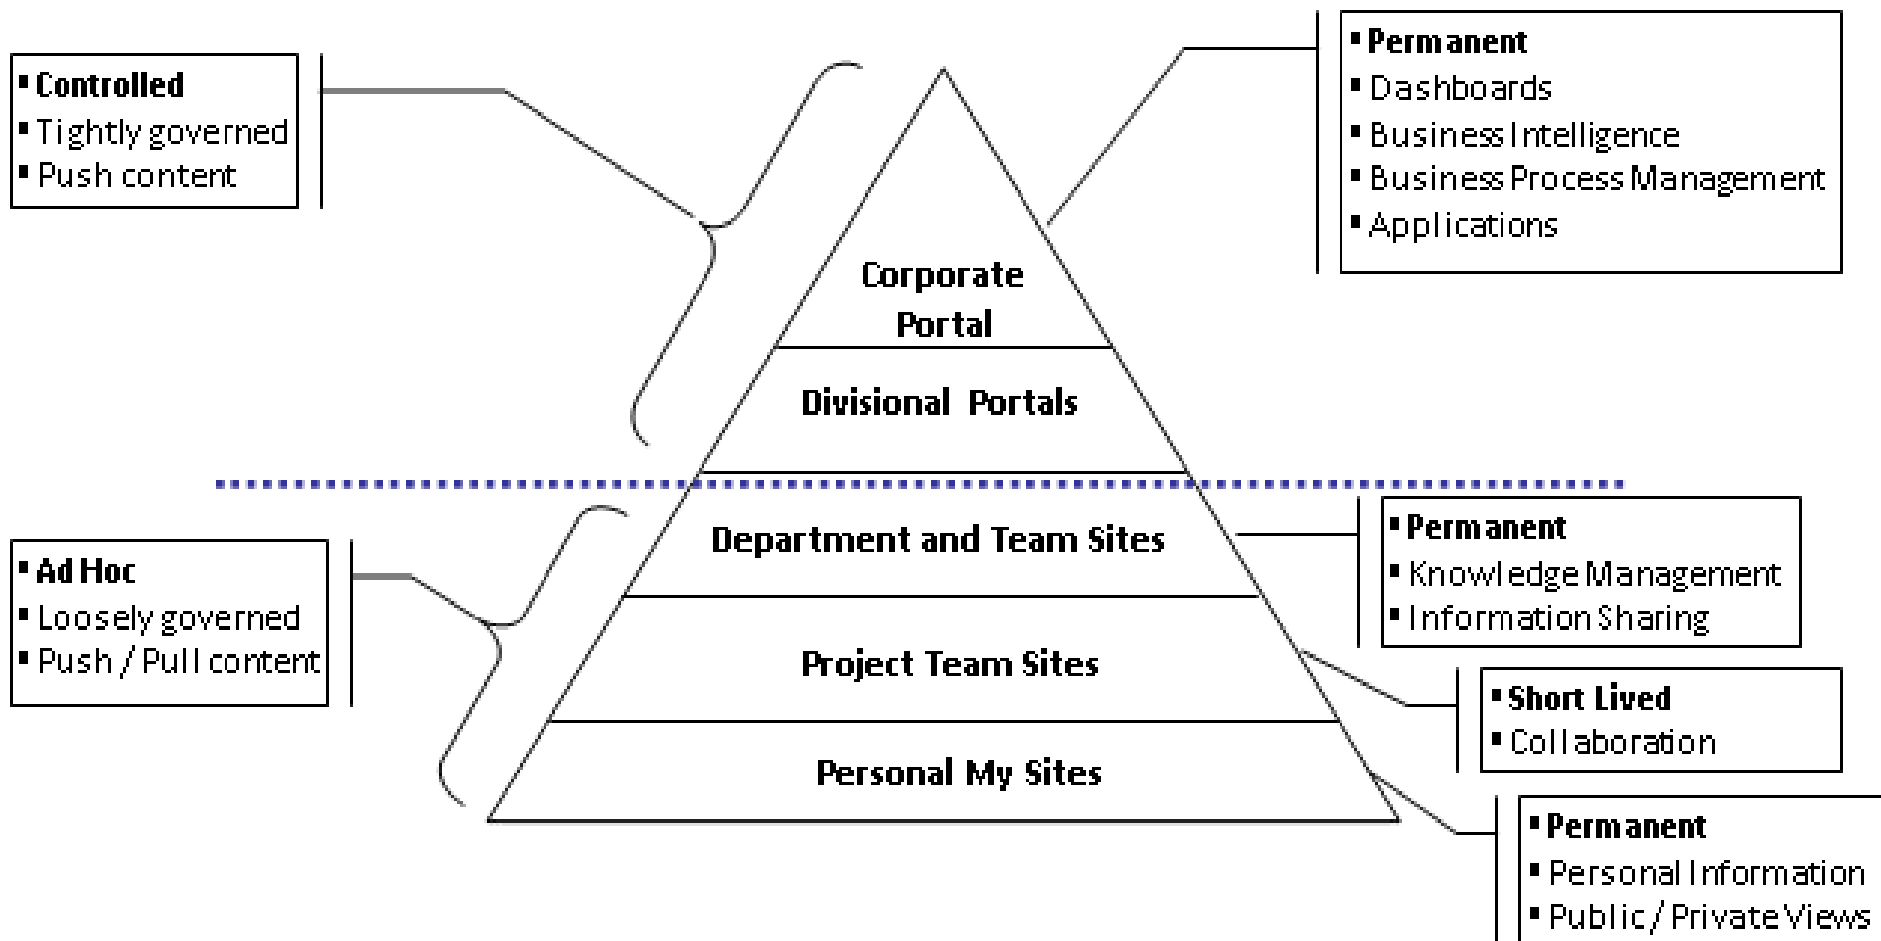 ▪ Controlled
▪ Tightly governed
▪ Push content
▪ Permanent
▪ Dashboards
▪ Business Intelligence
▪ Business Process Management
▪ Applications
Corporate
Portal
Divisional Portals
Department and Team Sites
Project Team Sites
Personal My Sites
▪ Ad Hoc
▪ Loosely governed
▪ Push / Pull content
▪ Permanent
▪ Knowledge Management
▪ Information Sharing
▪ Short Lived
▪ Collaboration
▪ Permanent
▪ Personal Information
▪ Public / Private Views